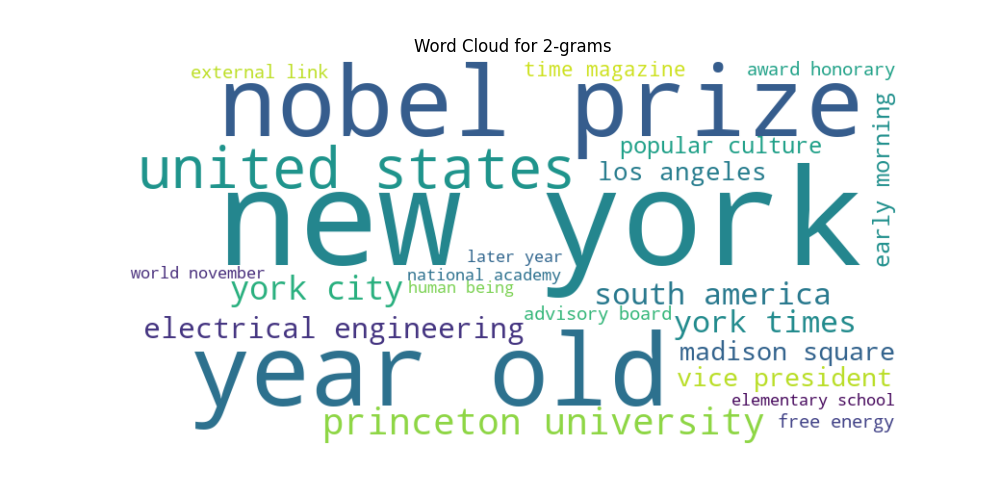 Word Cloud for 2-grams
external link
time magazine
award honorary
nobel prize
early morning
popular culture
united states
los angeles
new york
later year
world november
national academy
york city
human being
south america
advisory board
york times
electrical engineering
year old
madison square
vice president
elementary school
princeton university
free energy